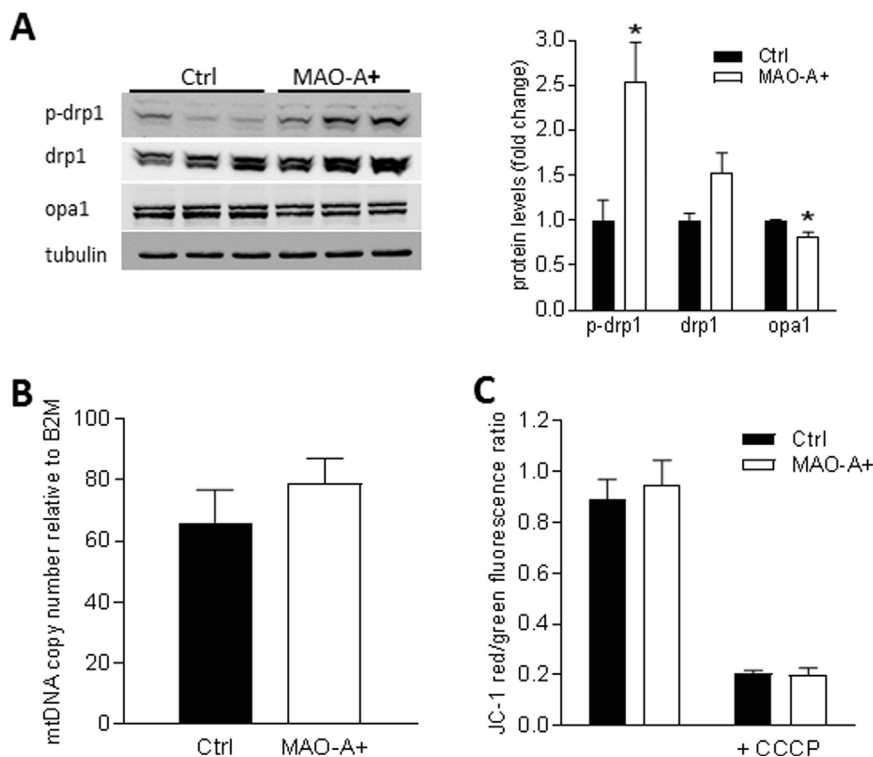 A
Ctrl MAO-A+
p-drp1
drp1
opa1
tubulin
protein levels (fold change)
3.0
2.5
2.0
1.5
1.0
0.5
0.0
*
*
Ctrl
MAO-A+
p-drp1 drp1 opa1
B
mtDNA copy number relative to B2M
100
80
60
40
20
0
Ctrl MAO-A+
C
JC-1 red/green fluorescence ratio
1.2
1.0
0.8
0.6
0.4
0.2
0.0
Ctrl
MAO-A+
+ CCCP